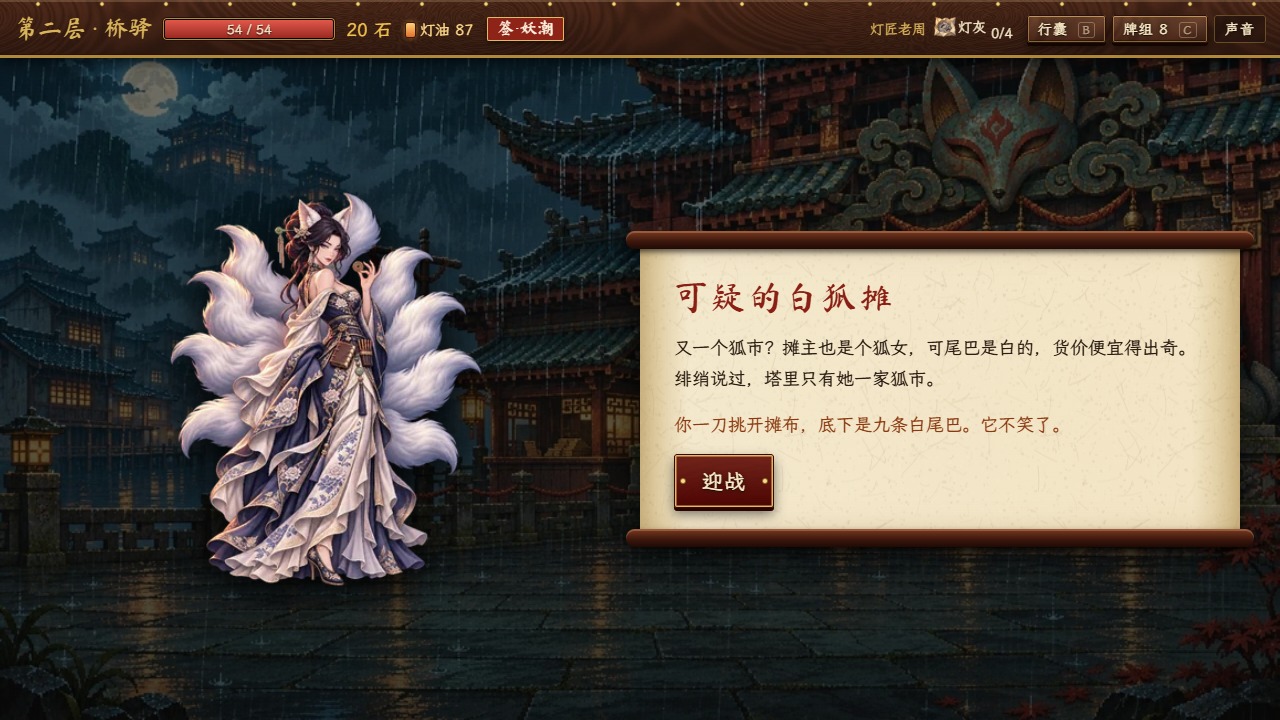 第二层·桥驿
54 / 54
20 石
灯油 87
签·妖潮
灯匠老周
灯灰 0/4
行囊 B
牌组 8 C
声音
可疑的白狐摊
又一个狐市？摊主也是个狐女，可尾巴是白的，货价便宜得出奇。
绯绡说过，塔里只有她一家狐市。
你一刀挑开摊布，底下是九条白尾巴。它不笑了。
迎战